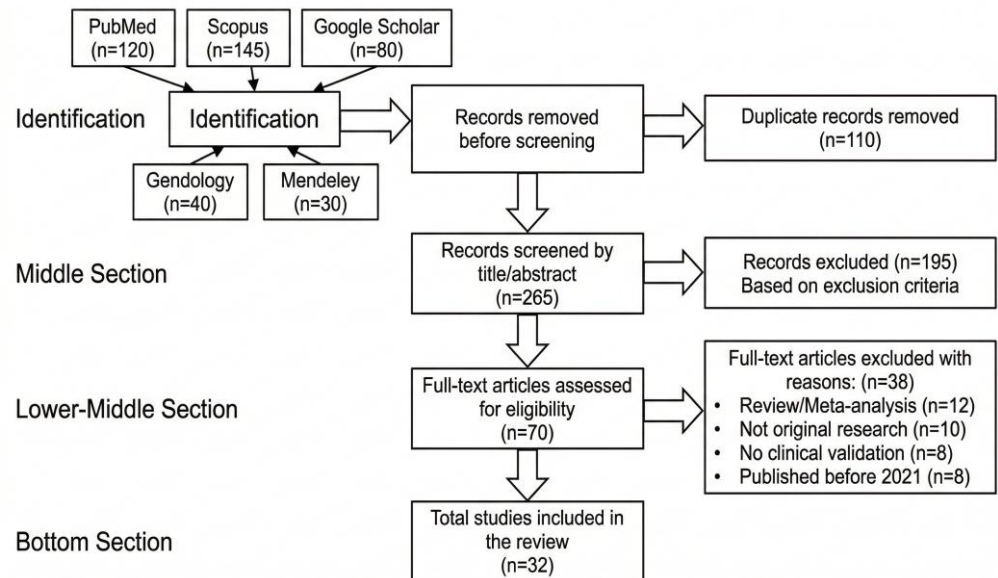 PubMed
(n=120)
Scopus
(n=145)
Google Scholar
(n=80)
Identification
Identification
Gendology
(n=40)
Mendeley
(n=30)
Records removed
before screening
Duplicate records removed
(n=110)
Middle Section
Records screened by
title/abstract
(n=265)
Records excluded (n=195)
Based on exclusion criteria
Lower-Middle Section
Full-text articles assessed
for eligibility
(n=70)
Full-text articles excluded with
reasons: (n=38)
• Review/Meta-analysis (n=12)
• Not original research (n=10)
• No clinical validation (n=8)
• Published before 2021 (n=8)
Bottom Section
Total studies included in
the review
(n=32)